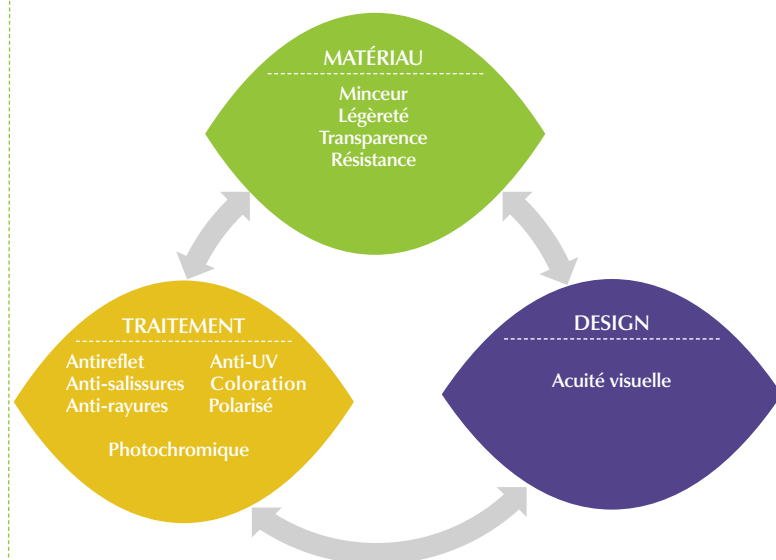 MATÉRIAU
Minceur
Légèreté
Transparence
Résistance
TRAITEMENT
Antireflet Anti-UV
Anti-salissures Coloration
Anti-rayures Polarisé
Photochromique
DESIGN
Acuité visuelle